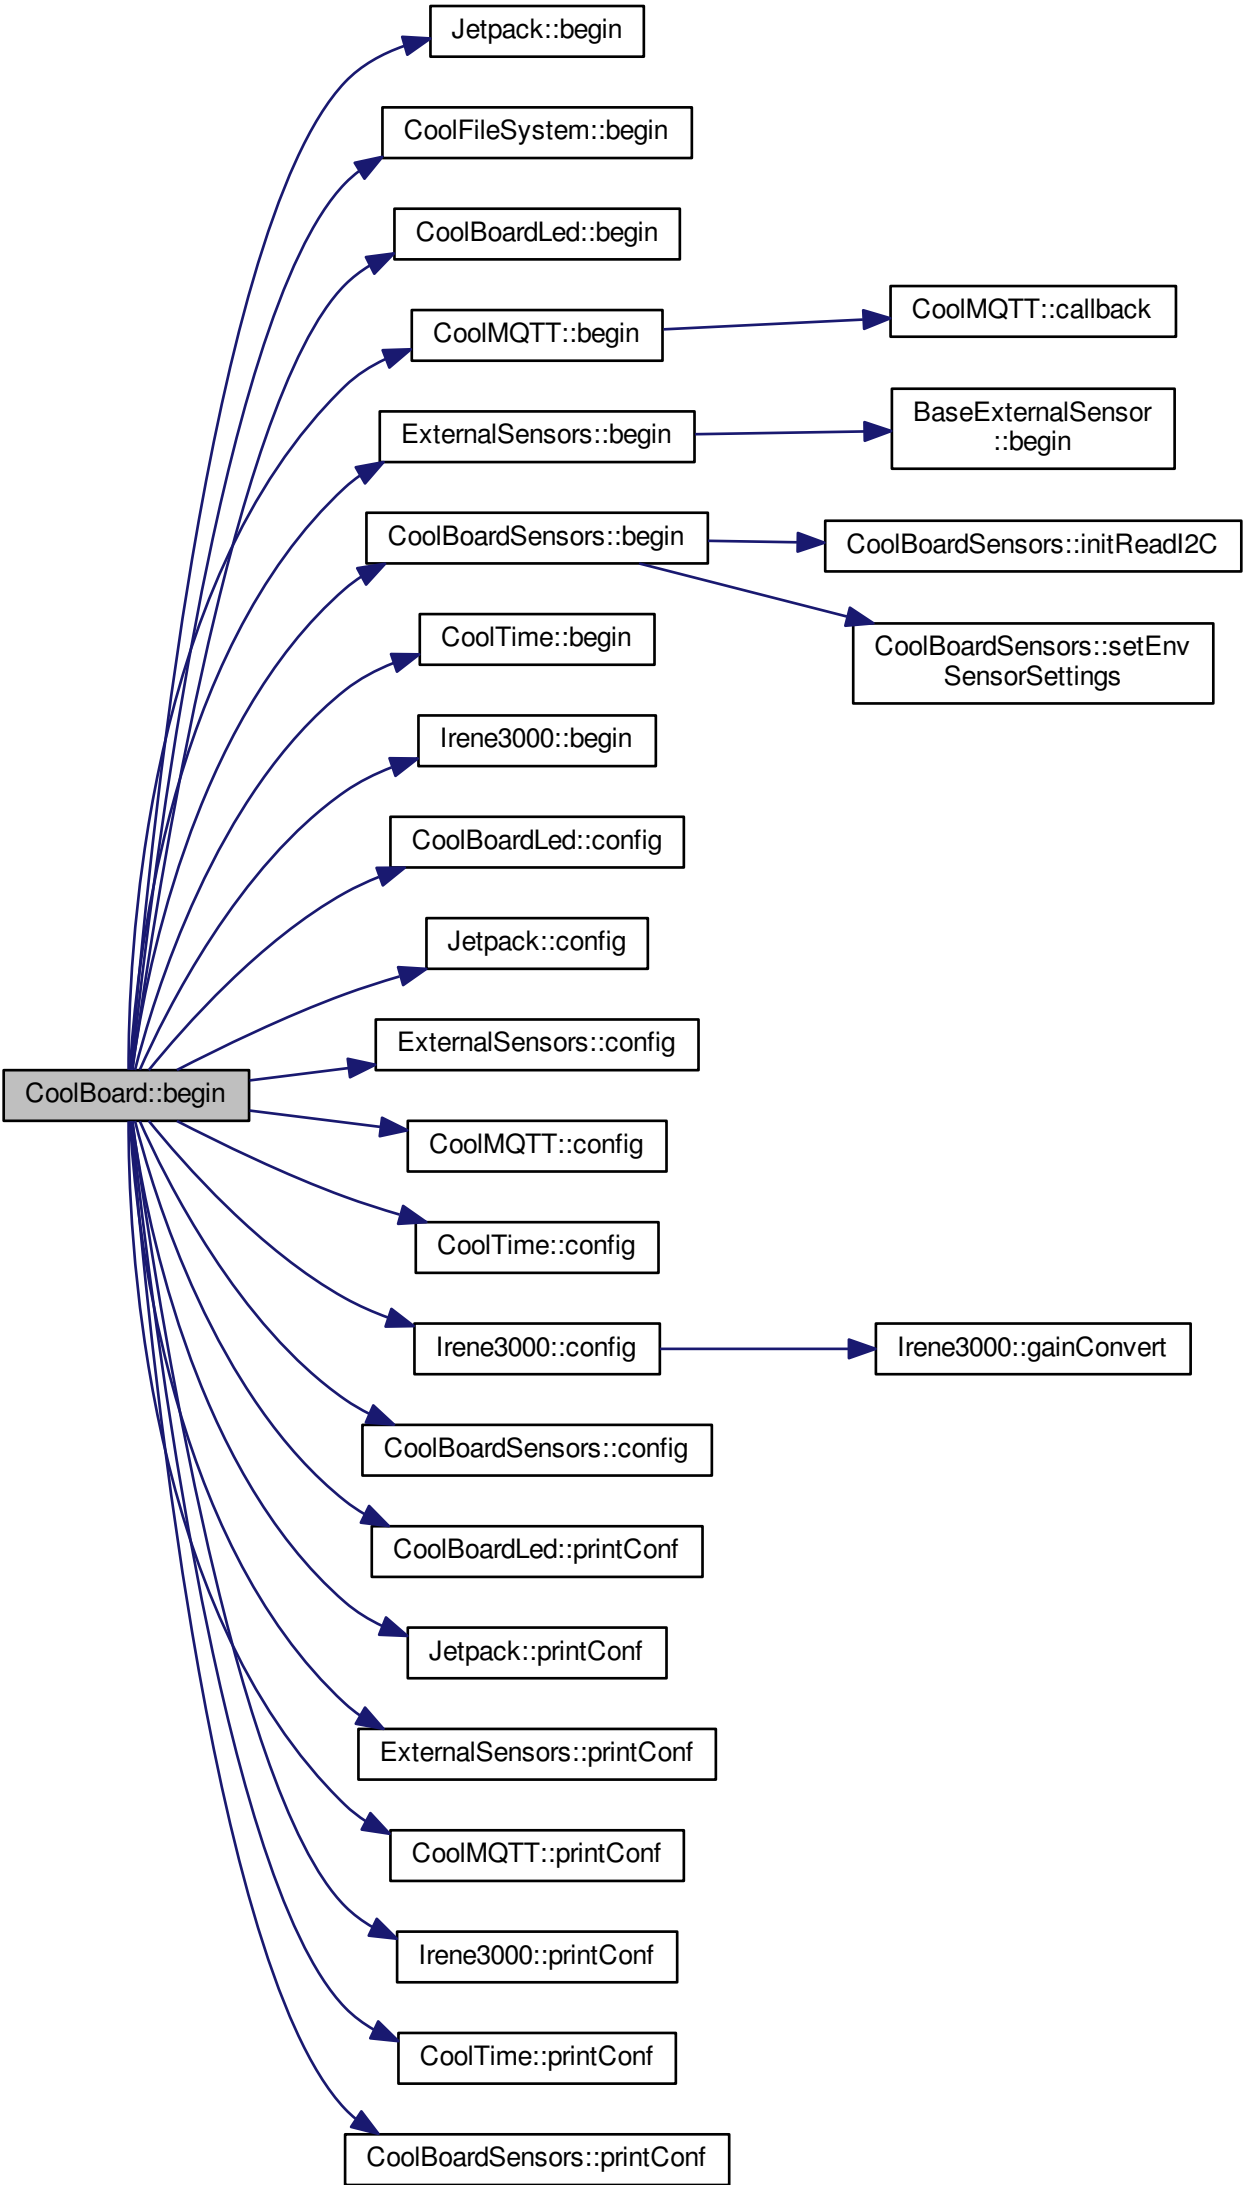 Jetpack::begin
CoolFileSystem::begin
CoolBoardLed::begin
CoolMQTT::callback
CoolMQTT::begin
BaseExternalSensor
::begin
ExternalSensors::begin
CoolBoardSensors::begin
CoolBoardSensors::initReadI2C
CoolTime::begin
CoolBoardSensors::setEnv
SensorSettings
Irene3000::begin
CoolBoardLed::config
Jetpack::config
ExternalSensors::config
CoolBoard::begin
CoolMQTT::config
CoolTime::config
Irene3000::config
Irene3000::gainConvert
CoolBoardSensors::config
CoolBoardLed::printConf
Jetpack::printConf
ExternalSensors::printConf
CoolMQTT::printConf
Irene3000::printConf
CoolTime::printConf
CoolBoardSensors::printConf